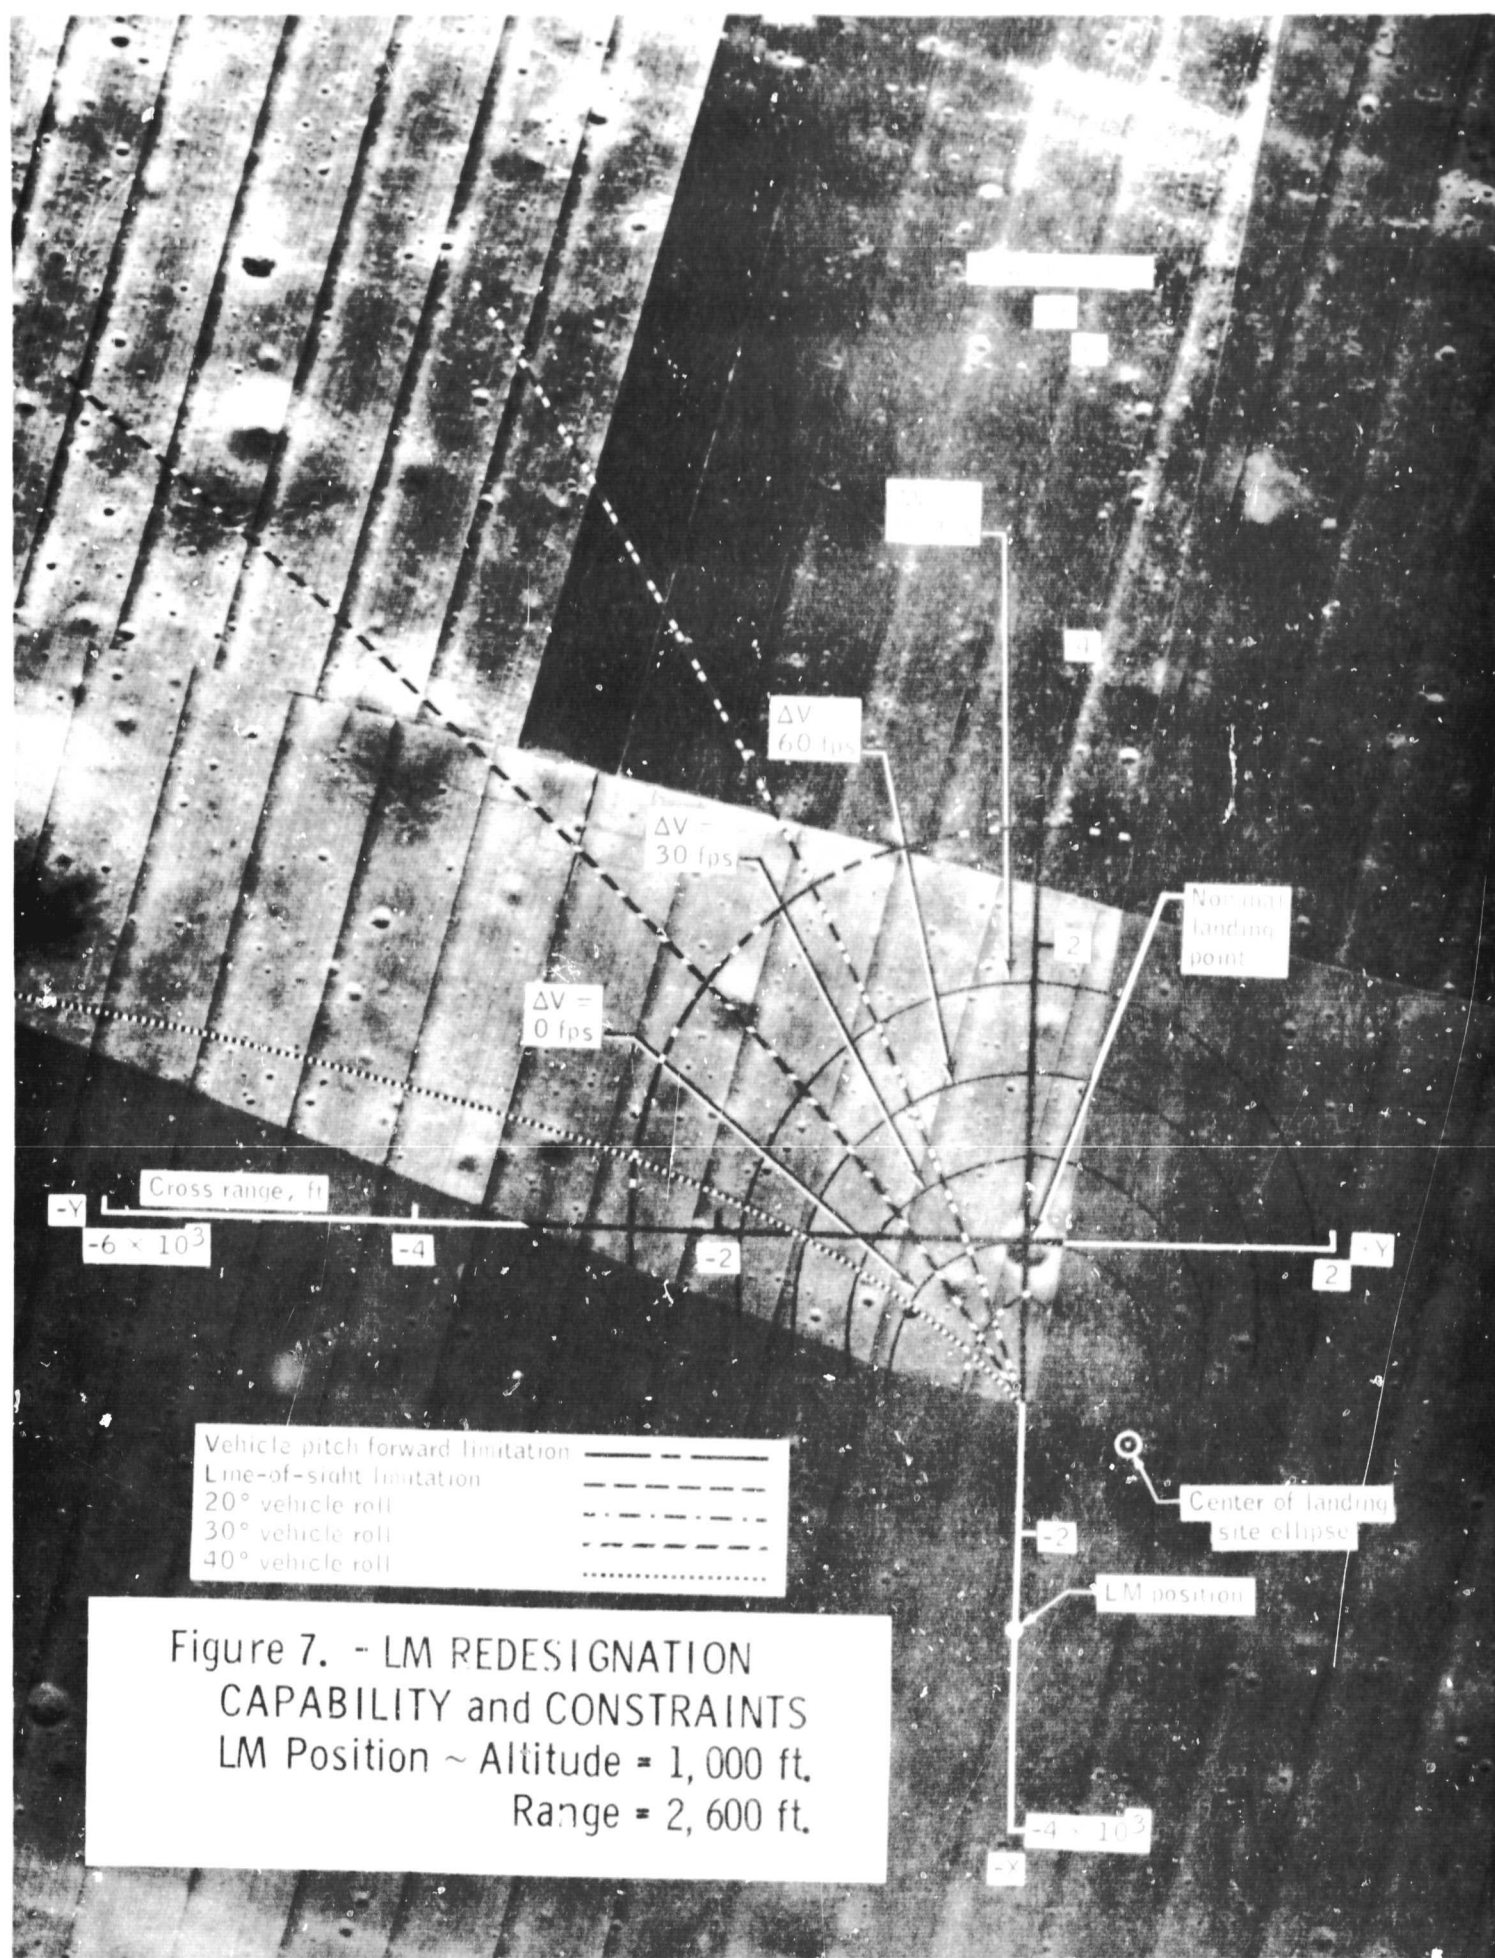 4
ΔV
60 fps
ΔV =
30 fps
Nominal
landing
point
2
ΔV =
0 fps
Cross range, ft
-Y
-6 × 10³
-4
-2
2
+Y
Vehicle pitch forward limitation
Line-of-sight limitation
20° vehicle roll
30° vehicle roll
40° vehicle roll
Center of landing
site ellipse
-2
LM position
-4 × 10³
-X
Figure 7. - LM REDESIGNATION
CAPABILITY and CONSTRAINTS
LM Position ~ Altitude = 1,000 ft.
Range = 2,600 ft.